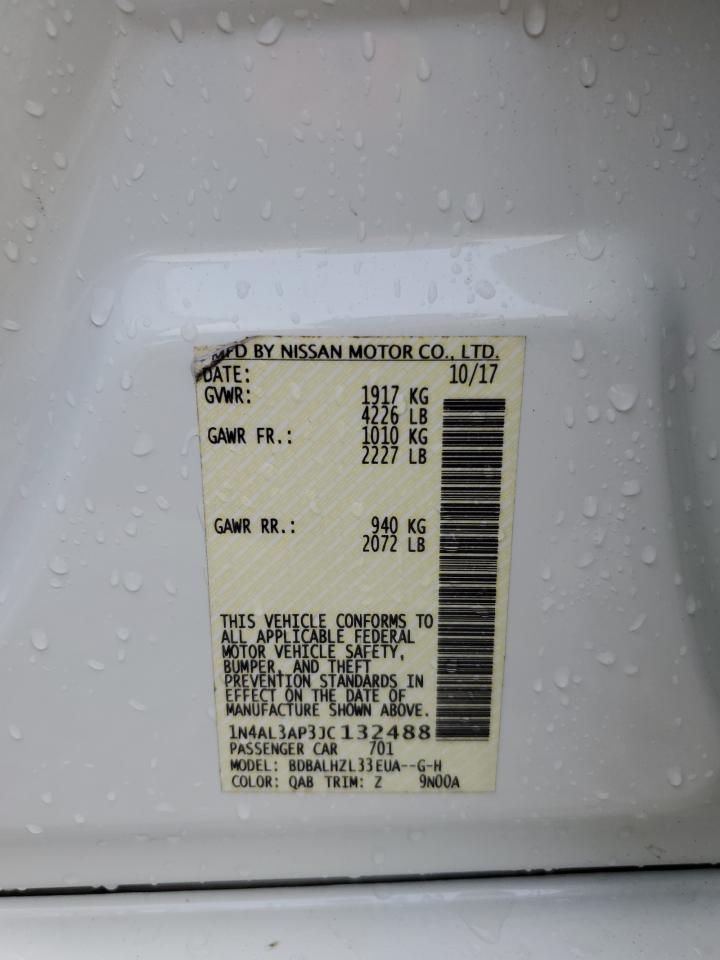 MFD BY NISSAN MOTOR CO., LTD.
DATE: 10/17
GVWR: 1917 KG
4226 LB
GAWR FR.: 1010 KG
2227 LB
GAWR RR.: 940 KG
2072 LB
THIS VEHICLE CONFORMS TO
ALL APPLICABLE FEDERAL
MOTOR VEHICLE SAFETY,
BUMPER, AND THEFT
PREVENTION STANDARDS IN
EFFECT ON THE DATE OF
MANUFACTURE SHOWN ABOVE.
1N4AL3AP3JC132488
PASSENGER CAR 701
MODEL: BDBALHZL33EUA--G-H
COLOR: QAB TRIM: Z 9N00A